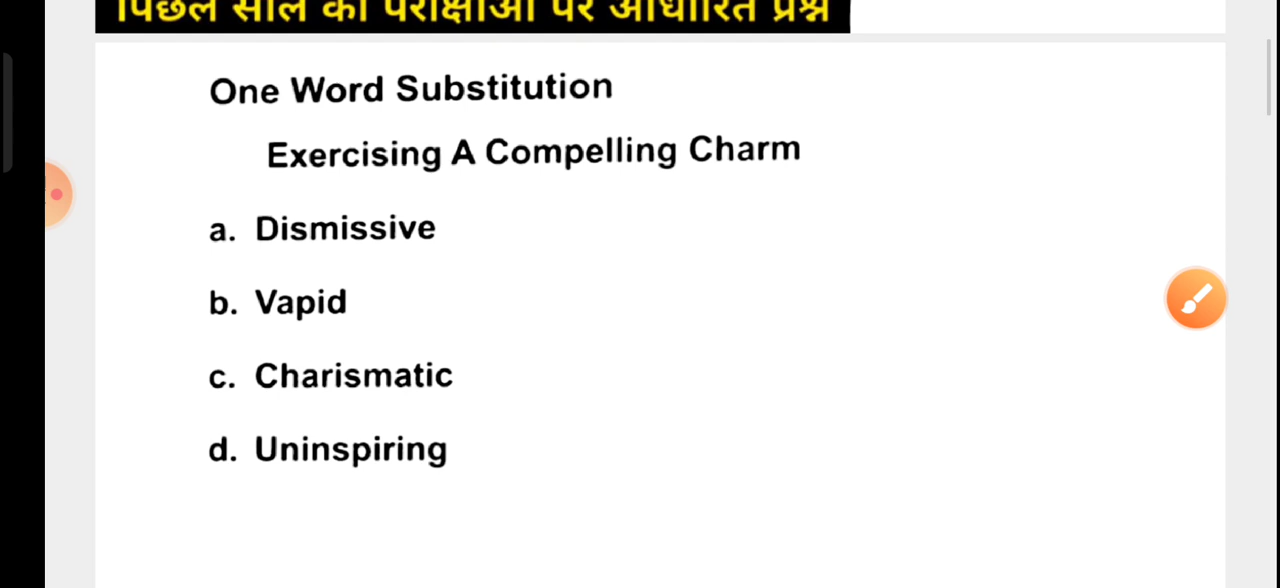 पिछले साल की परीक्षाओं पर आधारित प्रश्न
One Word Substitution
Exercising A Compelling Charm
a. Dismissive
b. Vapid
c. Charismatic
d. Uninspiring